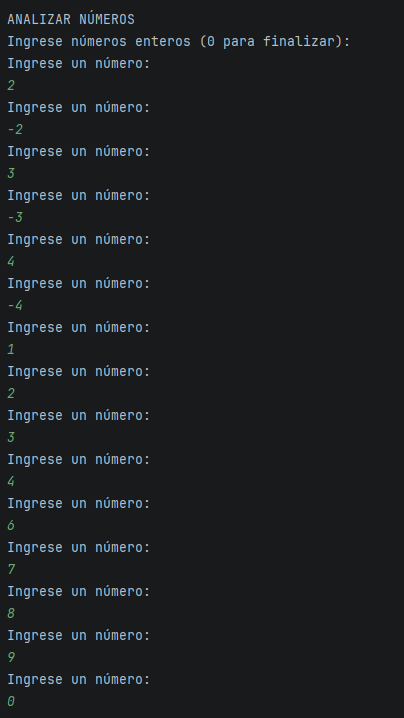 ANALIZAR NÚMEROS
Ingrese números enteros (0 para finalizar):
Ingrese un número:
2
Ingrese un número:
-2
Ingrese un número:
3
Ingrese un número:
-3
Ingrese un número:
4
Ingrese un número:
-4
Ingrese un número:
1
Ingrese un número:
2
Ingrese un número:
3
Ingrese un número:
4
Ingrese un número:
6
Ingrese un número:
7
Ingrese un número:
8
Ingrese un número:
9
Ingrese un número:
0